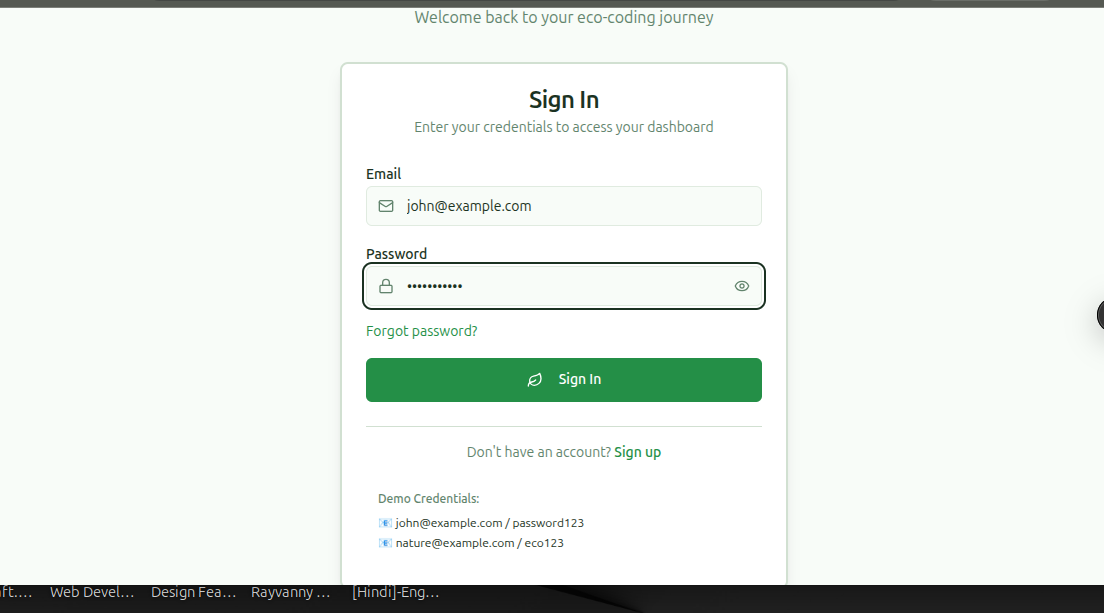 Welcome back to your eco-coding journey
Sign In
Enter your credentials to access your dashboard
Email
john@example.com
Password
•••••••••••
Forgot password?
Sign In
Don't have an account? Sign up
Demo Credentials:
📧 john@example.com / password123
📧 nature@example.com / eco123
ft.... Web Devel... Design Fea... Rayvanny ... [Hindi]-Eng...